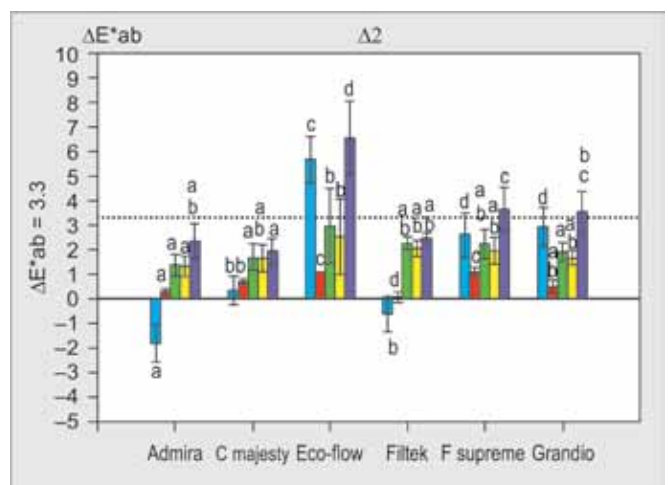 ΔE*ab Δ2
10
9
8
7
6
5
4
3
2
1
0
–1
–2
–3
–4
–5
ΔE*ab = 3.3
a a a a a b
b b a b a b a a
c c b b d
b d a b a b a b
d c a b a b c
d a b a a b b c
Admira C majesty Eco-flow Filtek F supreme Grandio